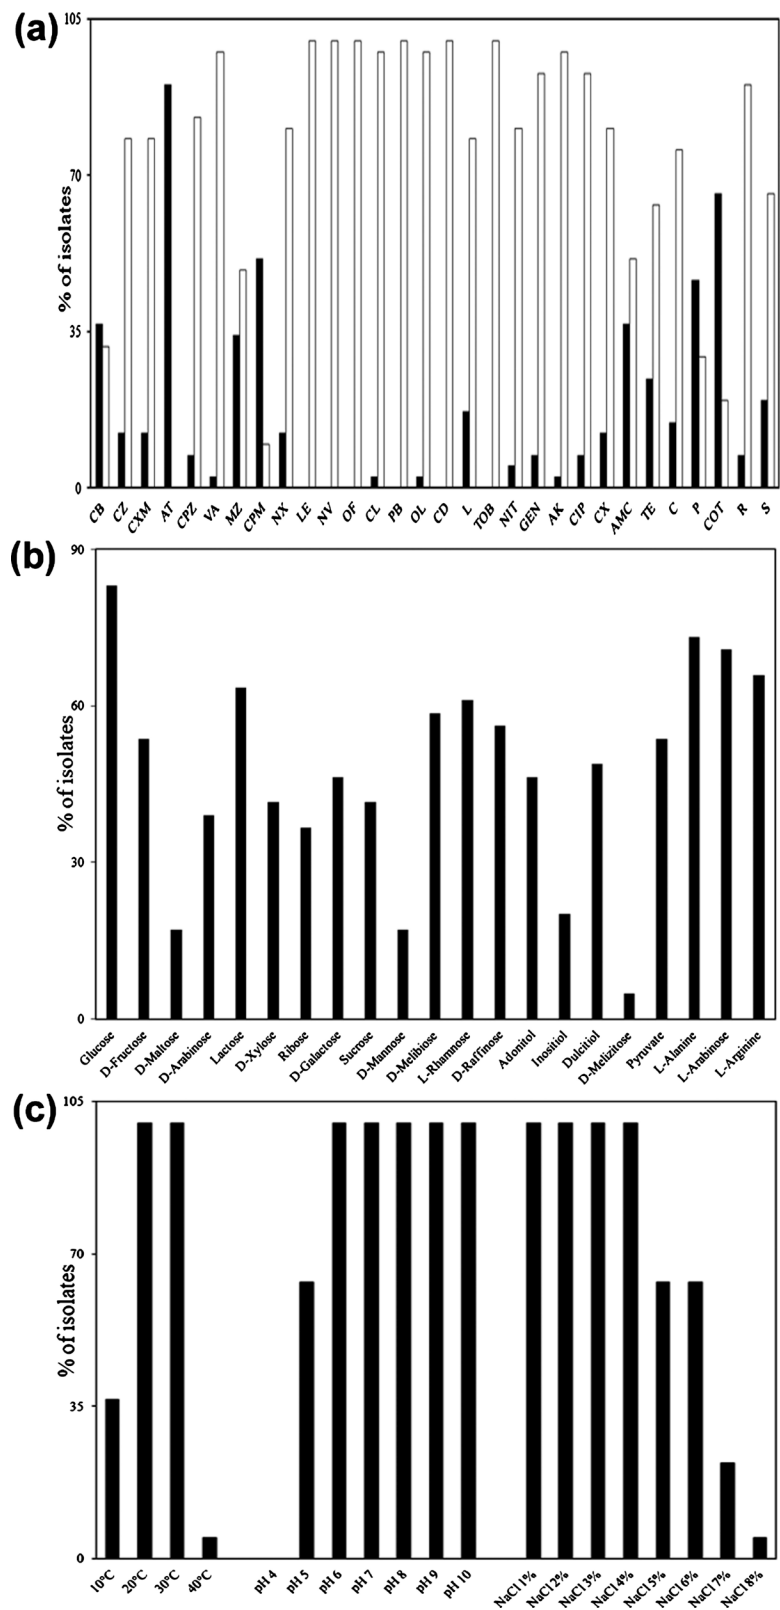 (a)
105
70
35
0
% of isolates
CB CZ CXM AT CPZ VA MZ CPM NX LE NV OF CL PB OL CD L TOB NIT GEN AK CIP CX AMC TE C P COT R S
(b)
90
60
30
0
% of isolates
Glucose D-Fructose D-Maltose D-Arabinose Lactose D-Xylose Ribose D-Galactose Sucrose D-Mannose D-Melibiose L-Rhamnose D-Raffinose Adonitol Inositiol Dulcitiol D-Melizitose Pyruvate L-Alanine L-Arabinose L-Arginine
(c)
105
70
35
0
% of isolates
10°C 20°C 30°C 40°C pH 4 pH 5 pH 6 pH 7 pH 8 pH 9 pH 10 NaCl1% NaCl2% NaCl3% NaCl4% NaCl5% NaCl6% NaCl7% NaCl8%